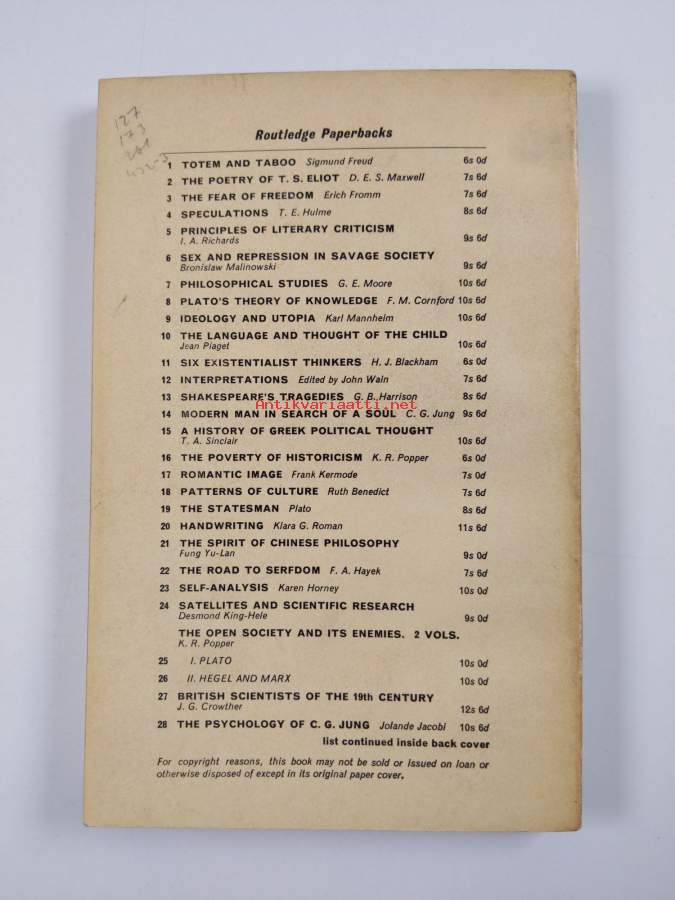 127
173
Routledge Paperbacks
1 TOTEM AND TABOO Sigmund Freud 6s 0d
2 THE POETRY OF T. S. ELIOT D. E. S. Maxwell 7s 6d
3 THE FEAR OF FREEDOM Erich Fromm 7s 6d
4 SPECULATIONS T. E. Hulme 8s 6d
5 PRINCIPLES OF LITERARY CRITICISM
I. A. Richards 9s 6d
6 SEX AND REPRESSION IN SAVAGE SOCIETY
Bronislaw Malinowski 9s 6d
7 PHILOSOPHICAL STUDIES G. E. Moore 10s 6d
8 PLATO'S THEORY OF KNOWLEDGE F. M. Cornford 10s 6d
9 IDEOLOGY AND UTOPIA Karl Mannheim 10s 6d
10 THE LANGUAGE AND THOUGHT OF THE CHILD
Jean Piaget 10s 6d
11 SIX EXISTENTIALIST THINKERS H. J. Blackham 6s 0d
12 INTERPRETATIONS Edited by John Wain 7s 6d
13 SHAKESPEARE'S TRAGEDIES G. B. Harrison 8s 6d
Antikvariaatti.net
14 MODERN MAN IN SEARCH OF A SOUL C. G. Jung 9s 6d
15 A HISTORY OF GREEK POLITICAL THOUGHT
T. A. Sinclair 10s 6d
16 THE POVERTY OF HISTORICISM K. R. Popper 6s 0d
17 ROMANTIC IMAGE Frank Kermode 7s 0d
18 PATTERNS OF CULTURE Ruth Benedict 7s 6d
19 THE STATESMAN Plato 8s 6d
20 HANDWRITING Klara G. Roman 11s 6d
21 THE SPIRIT OF CHINESE PHILOSOPHY
Fung Yu-Lan 9s 0d
22 THE ROAD TO SERFDOM F. A. Hayek 7s 6d
23 SELF-ANALYSIS Karen Horney 10s 0d
24 SATELLITES AND SCIENTIFIC RESEARCH
Desmond King-Hele 9s 0d
THE OPEN SOCIETY AND ITS ENEMIES. 2 VOLS.
K. R. Popper
25 I. PLATO 10s 0d
26 II. HEGEL AND MARX 10s 0d
27 BRITISH SCIENTISTS OF THE 19th CENTURY
J. G. Crowther 12s 6d
28 THE PSYCHOLOGY OF C. G. JUNG Jolande Jacobi 10s 6d
list continued inside back cover
For copyright reasons, this book may not be sold or issued on loan or
otherwise disposed of except in its original paper cover.